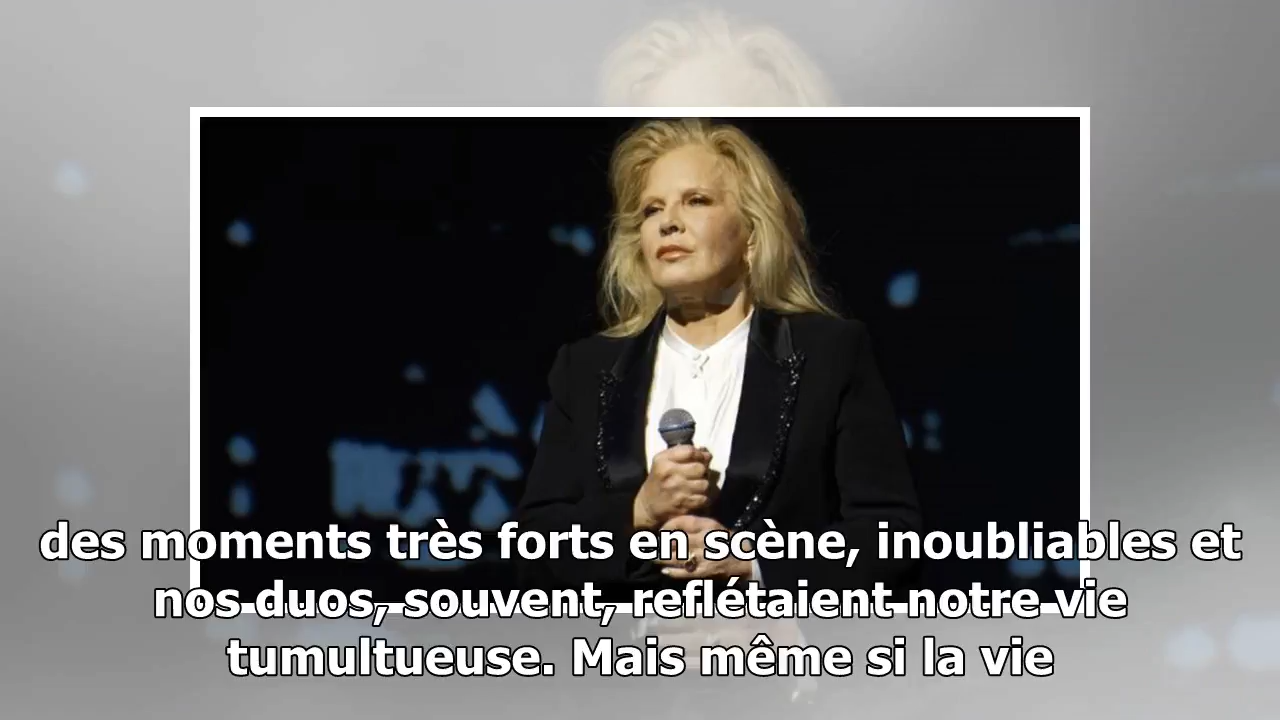 des moments très forts en scène, inoubliables et
nos duos, souvent, reflétaient notre vie
tumultueuse. Mais même si la vie